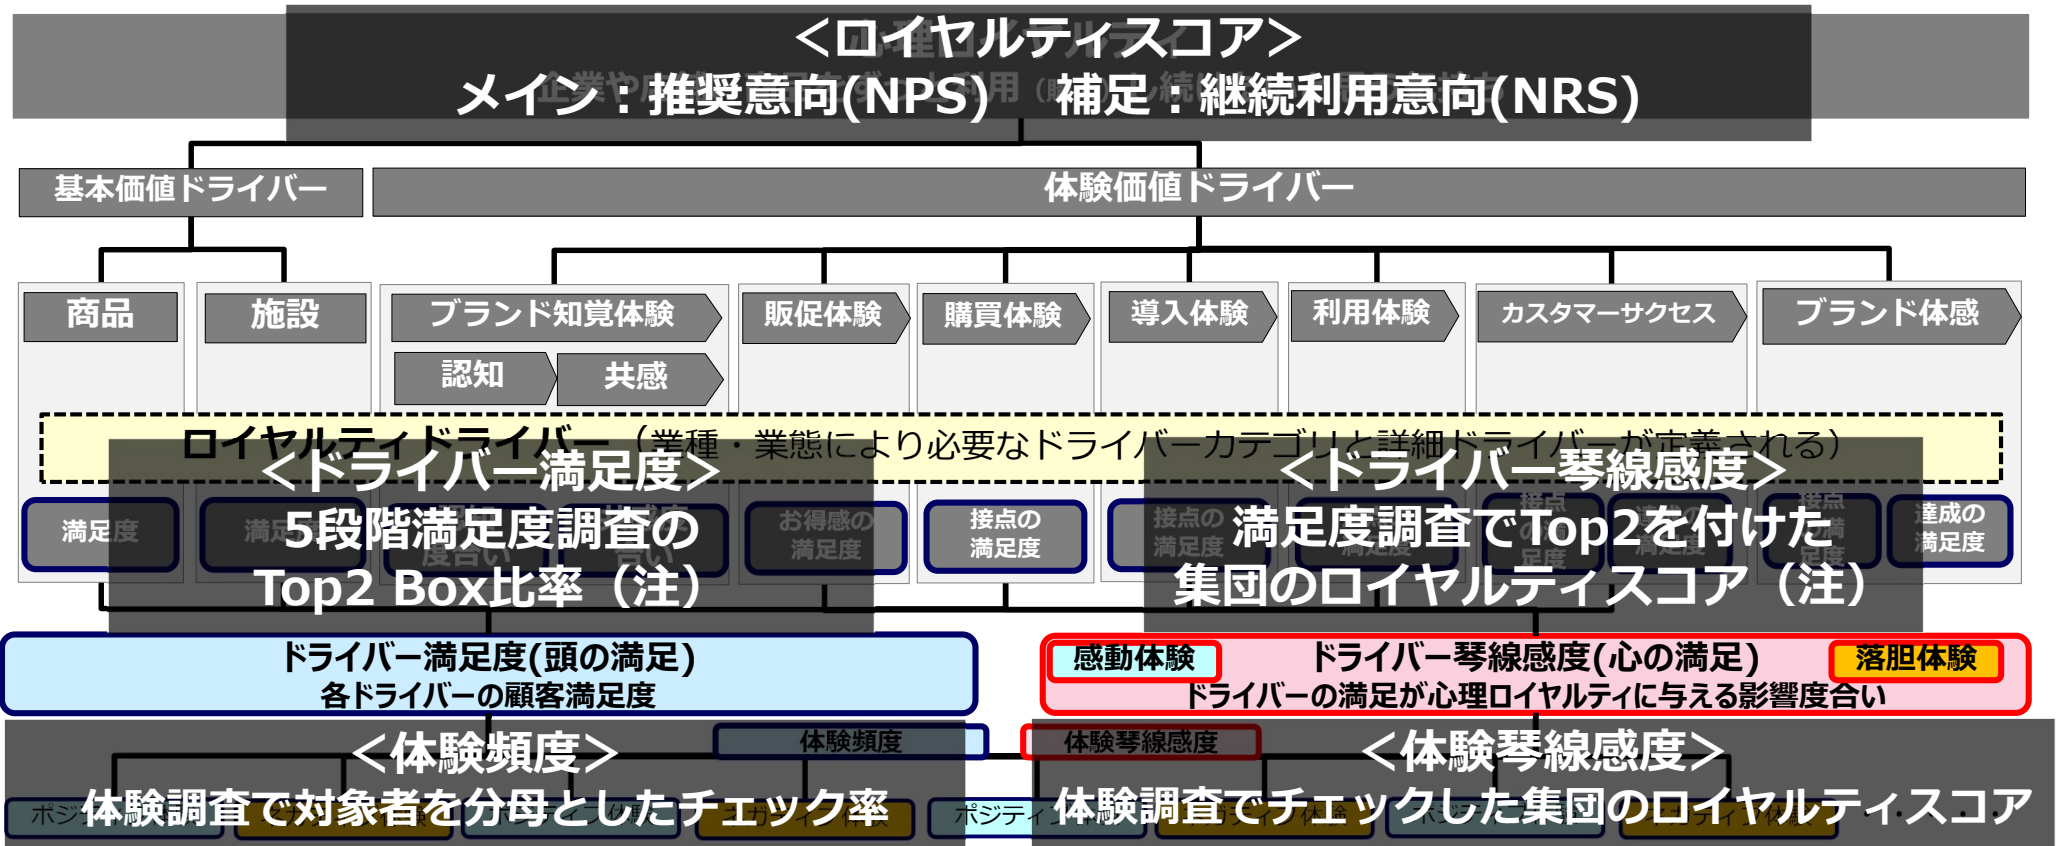 ＜ロイヤルティスコア＞
メイン：推奨意向(NPS)　補足：継続利用意向(NRS)
基本価値ドライバー
体験価値ドライバー
商品
施設
ブランド知覚体験
販促体験
購買体験
導入体験
利用体験
カスタマーサクセス
ブランド体感
認知
共感
ロイヤルティドライバー（業種・業態により必要なドライバーカテゴリと詳細ドライバーが定義される）
＜ドライバー満足度＞
5段階満足度調査の
Top2 Box比率（注）
＜ドライバー琴線感度＞
満足度調査でTop2を付けた
集団のロイヤルティスコア（注）
満足度
満足度
お得感の
満足度
接点の
満足度
接点の
満足度
達成の
満足度
ドライバー満足度(頭の満足)
各ドライバーの顧客満足度
感動体験
ドライバー琴線感度(心の満足)
落胆体験
ドライバーの満足が心理ロイヤルティに与える影響度合い
体験頻度
体験琴線感度
＜体験頻度＞
体験調査で対象者を分母としたチェック率
＜体験琴線感度＞
体験調査でチェックした集団のロイヤルティスコア